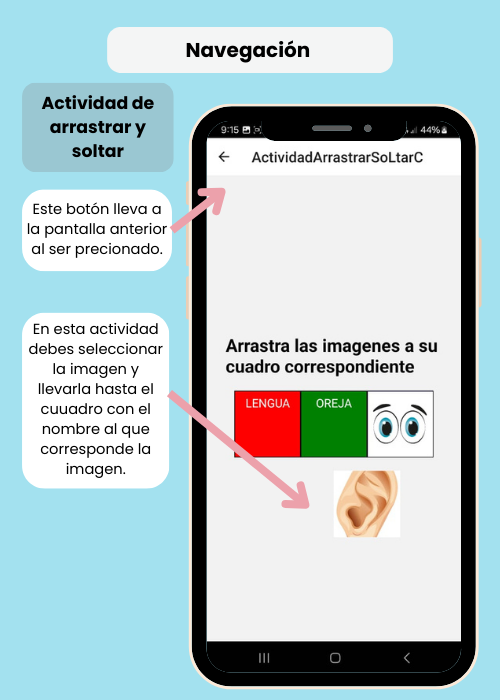 Navegación
Actividad de
arrastrar y
soltar
Este botón lleva a
la pantalla anterior
al ser precionado.
En esta actividad
debes seleccionar
la imagen y
llevarla hasta el
cuuadro con el
nombre al que
corresponde la
imagen.
9:15
44%
ActividadArrastrarSoLtarC
Arrastra las imagenes a su
cuadro correspondiente
LENGUA
OREJA